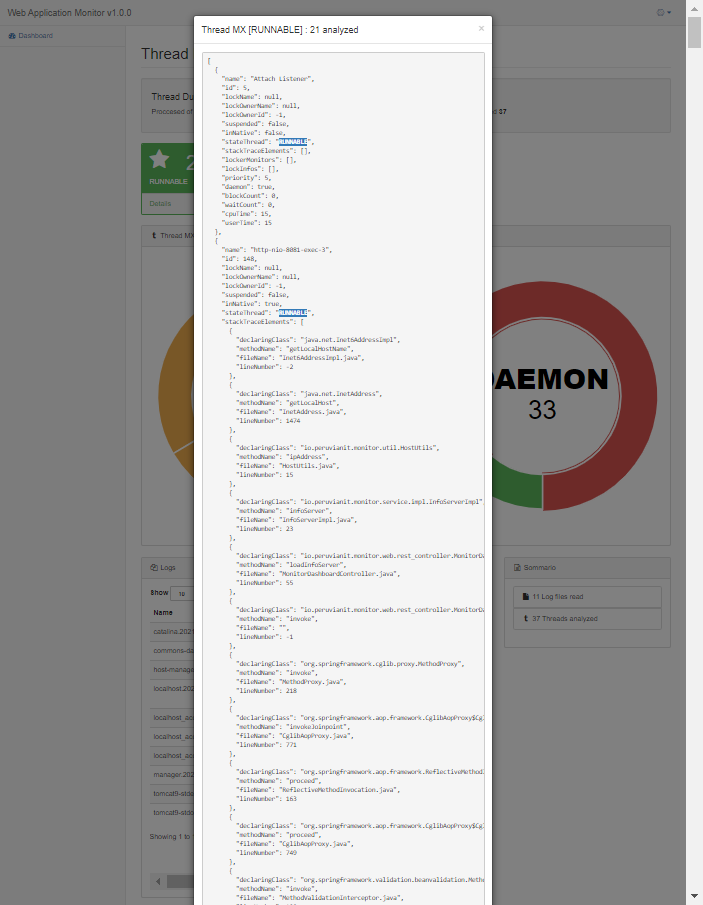 Web Application Monitor v1.0.0
Dashboard
Thread
Thread Du
Proccesed of
d 37
2
RUNNABLE
Details
Thread MX
DAEMON
33
Logs
Show 10
Name
catalina.2021
commons-da
host-manage
localhost.202
localhost_acc
localhost_acc
localhost_acc
manager.202
tomcat9-stde
tomcat9-stdo
Showing 1 to
Sommario
11 Log files read
37 Threads analyzed
Thread MX [RUNNABLE] : 21 analyzed
×
[
{
"name": "Attach Listener",
"id": 5,
"lockName": null,
"lockOwnerName": null,
"lockOwnerId": -1,
"suspended": false,
"inNative": false,
"stateThread": "RUNNABLE",
"stackTraceElements": [],
"lockerMonitors": [],
"lockinfos": [],
"priority": 5,
"daemon": true,
"blockCount": 0,
"waitCount": 0,
"cpuTime": 15,
"userTime": 15
},
{
"name": "http-nio-8081-exec-3",
"id": 148,
"lockName": null,
"lockOwnerName": null,
"lockOwnerId": -1,
"suspended": false,
"inNative": true,
"stateThread": "RUNNABLE",
"stackTraceElements": [
{
"declaringClass": "java.net.Inet6AddressImpl",
"methodName": "getLocalHostName",
"fileName": "Inet6AddressImpl.java",
"lineNumber": -2
},
{
"declaringClass": "java.net.InetAddress",
"methodName": "getLocalHost",
"fileName": "InetAddress.java",
"lineNumber": 1474
},
{
"declaringClass": "io.peruvianit.monitor.util.HostUtils",
"methodName": "ipAddress",
"fileName": "HostUtils.java",
"lineNumber": 15
},
{
"declaringClass": "io.peruvianit.monitor.service.impl.InfoServerImpl",
"methodName": "infoServer",
"fileName": "InfoServerImpl.java",
"lineNumber": 23
},
{
"declaringClass": "io.peruvianit.monitor.web.rest_controller.MonitorDa
"methodName": "loadInfoServer",
"fileName": "MonitorDashboardController.java",
"lineNumber": 55
},
{
"declaringClass": "io.peruvianit.monitor.web.rest_controller.MonitorDa
"methodName": "invoke",
"fileName": "",
"lineNumber": -1
},
{
"declaringClass": "org.springframework.cglib.proxy.MethodProxy",
"methodName": "invoke",
"fileName": "MethodProxy.java",
"lineNumber": 218
},
{
"declaringClass": "org.springframework.aop.framework.CglibAopProxy$Cgl
"methodName": "invokeJoinpoint",
"fileName": "CglibAopProxy.java",
"lineNumber": 771
},
{
"declaringClass": "org.springframework.aop.framework.ReflectiveMethodI
"methodName": "proceed",
"fileName": "ReflectiveMethodInvocation.java",
"lineNumber": 163
},
{
"declaringClass": "org.springframework.aop.framework.CglibAopProxy$Cgl
"methodName": "proceed",
"fileName": "CglibAopProxy.java",
"lineNumber": 749
},
{
"declaringClass": "org.springframework.validation.beanvalidation.Metho
"methodName": "invoke",
"fileName": "MethodValidationInterceptor.java",